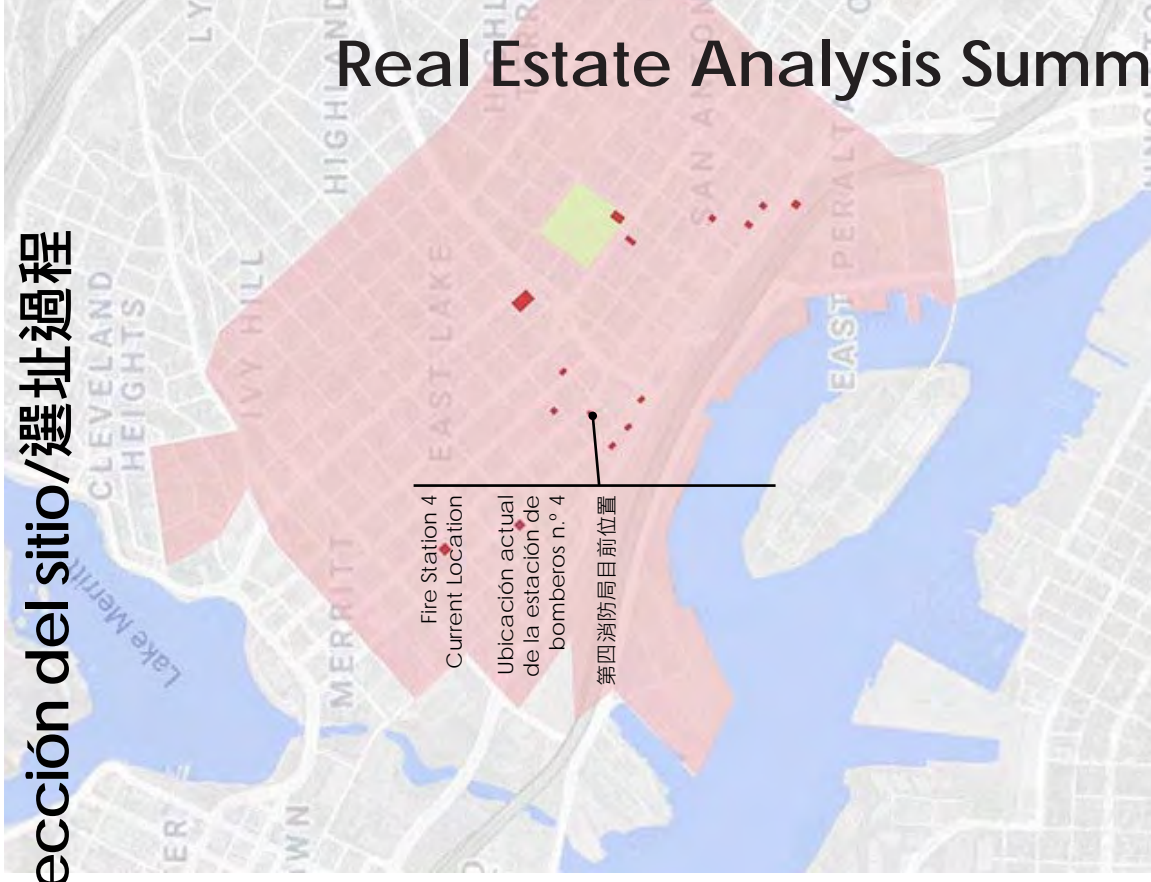 Real Estate Analysis Summ
ección del sitio/選址過程
CLEVELAND
HEIGHTS
HIGHLAND
IVY HILL
EAST LAKE
SAN ANTON
EAST PERALTA
MERRITT
Lake Merritt
Fire Station 4
Current Location
Ubicación actual
de la estación de
bomberos n.º 4
第四消防局目前位置